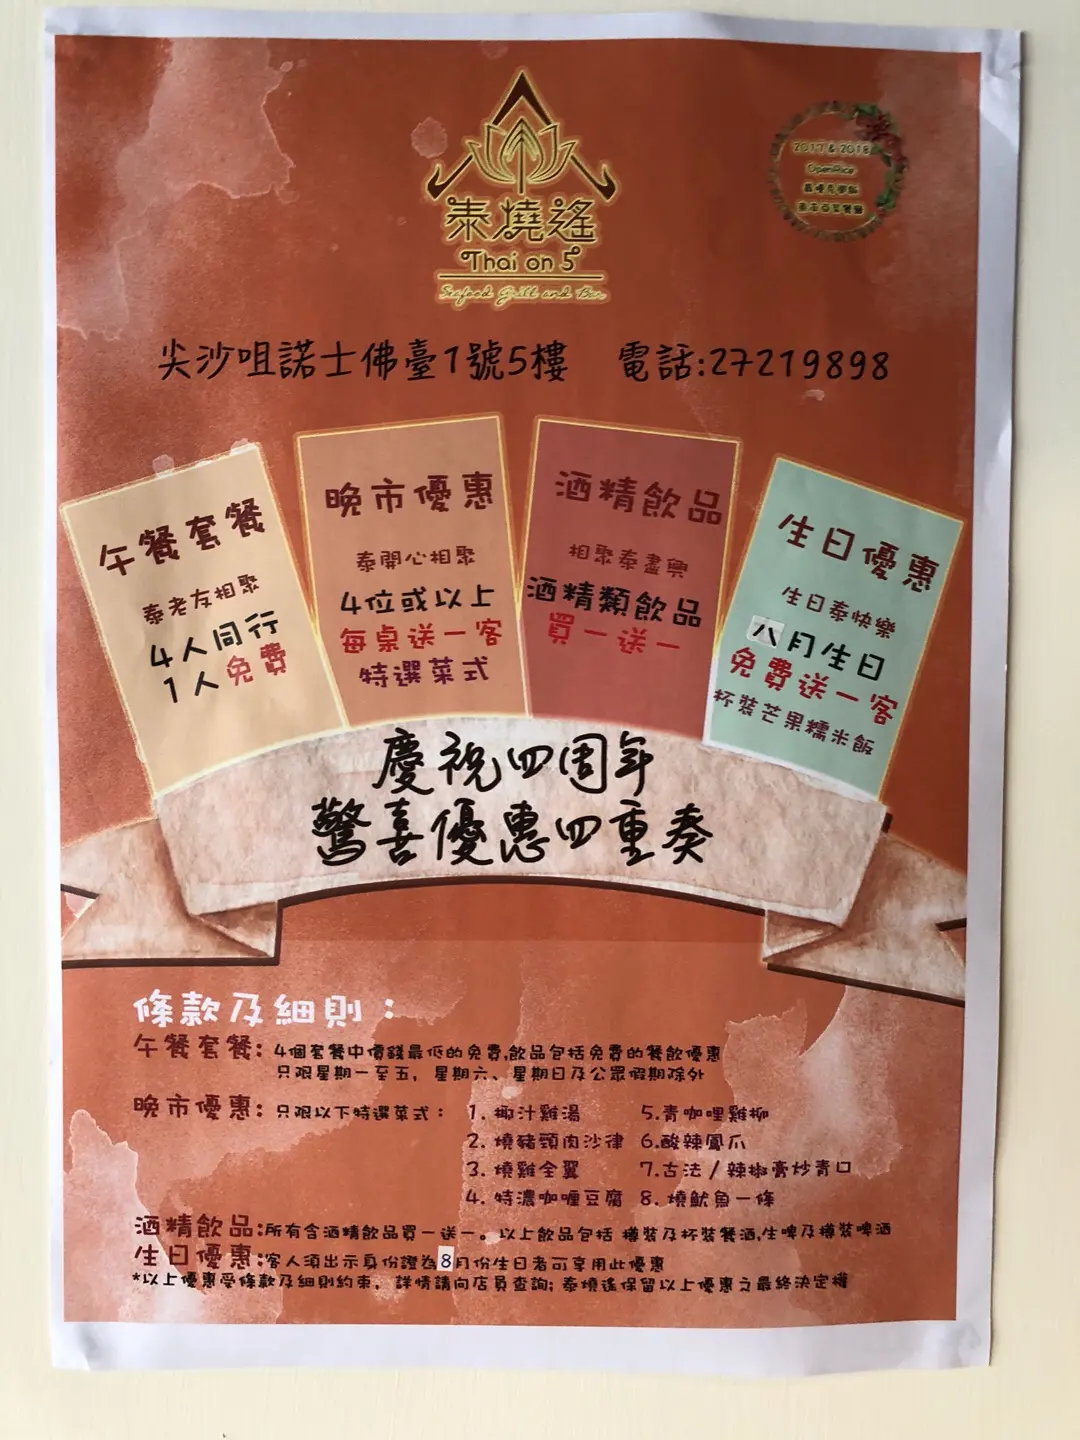 泰燒遙
Thai on 5
Seafood Grill and Bar
2017 & 2018
OpenRice
尖沙咀諾士佛臺1號5樓 電話:27219898
午餐套餐
泰老友相聚
4人同行
1人免費
晚市優惠
泰開心相聚
4位或以上
每桌送一客
特選菜式
酒精飲品
相聚泰盡興
酒精類飲品
買一送一
生日優惠
生日泰快樂
八月生日
免費送一客
杯裝芒果糯米飯
慶祝四周年
驚喜優惠四重奏
條款及細則：
午餐套餐: 4個套餐中價錢最低的免費,飲品包括免費的餐飲優惠
只限星期一至五, 星期六、星期日及公眾假期除外
晚市優惠: 只限以下特選菜式： 1. 椰汁雞湯 5.青咖哩雞柳
2. 燒豬頸肉沙律 6.酸辣鳳爪
3. 燒雞全翼 7.古法/辣椒膏炒青口
4. 特濃咖喱豆腐 8. 燒魷魚一條
酒精飲品:所有含酒精飲品買一送一。以上飲品包括 樽裝及杯裝餐酒,生啤及樽裝啤酒
生日優惠:客人須出示身份證為8月份生日者可享用此優惠
*以上優惠受條款及細則約束, 詳情請向店員查詢; 泰燒遙保留以上優惠之最終決定權